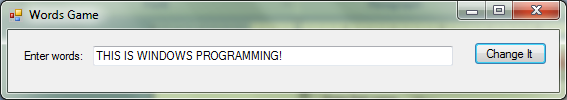 Words Game
Enter words: THIS IS WINDOWS PROGRAMMING! Change It